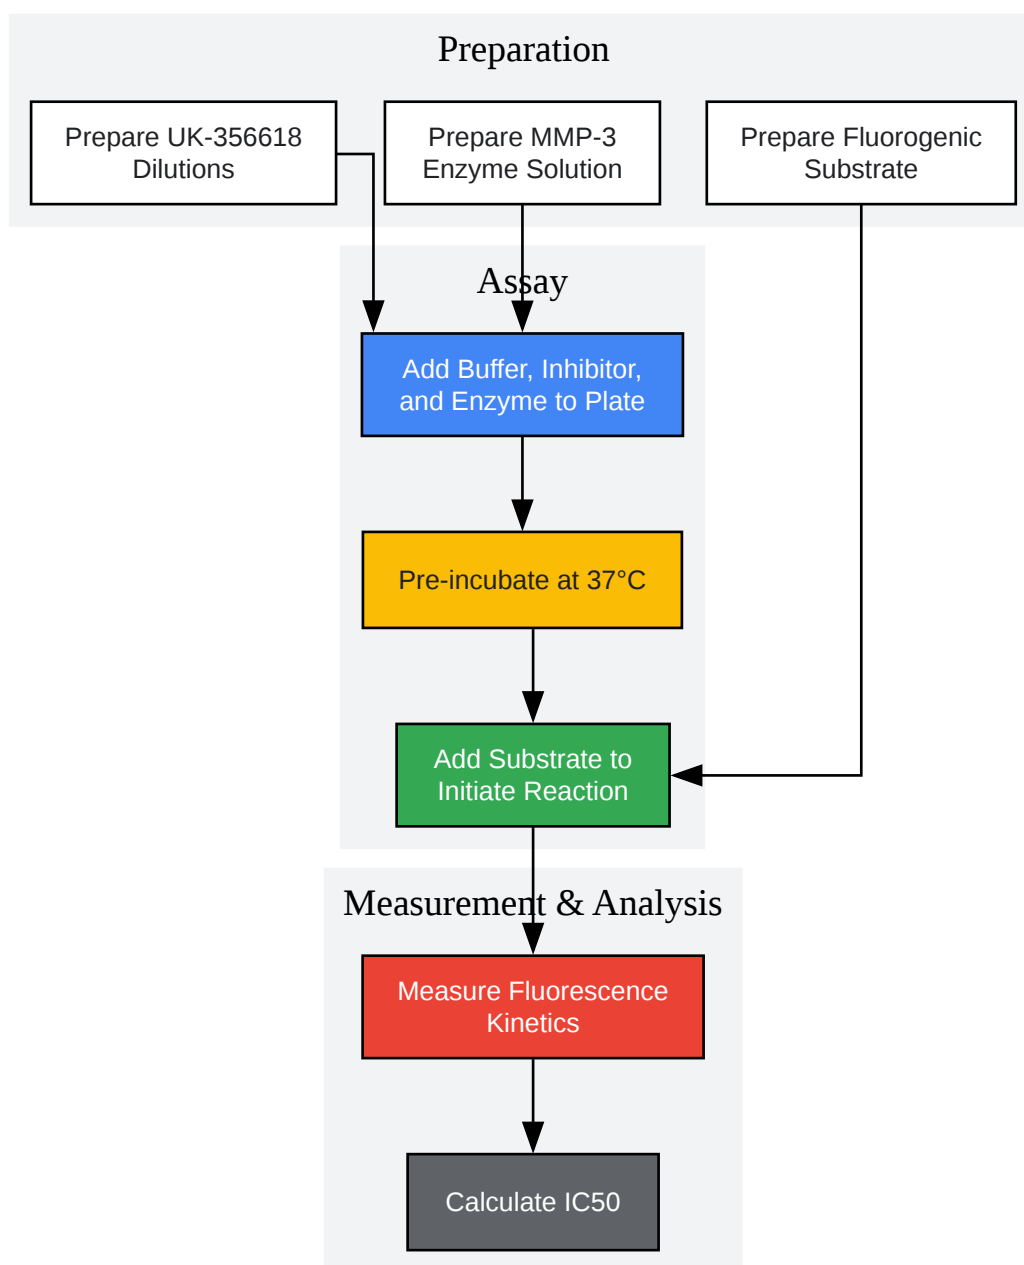 Preparation
Prepare UK-356618
Dilutions
Prepare MMP-3
Enzyme Solution
Prepare Fluorogenic
Substrate
Assay
Add Buffer, Inhibitor,
and Enzyme to Plate
Pre-incubate at 37°C
Add Substrate to
Initiate Reaction
Measurement & Analysis
Measure Fluorescence
Kinetics
Calculate IC50